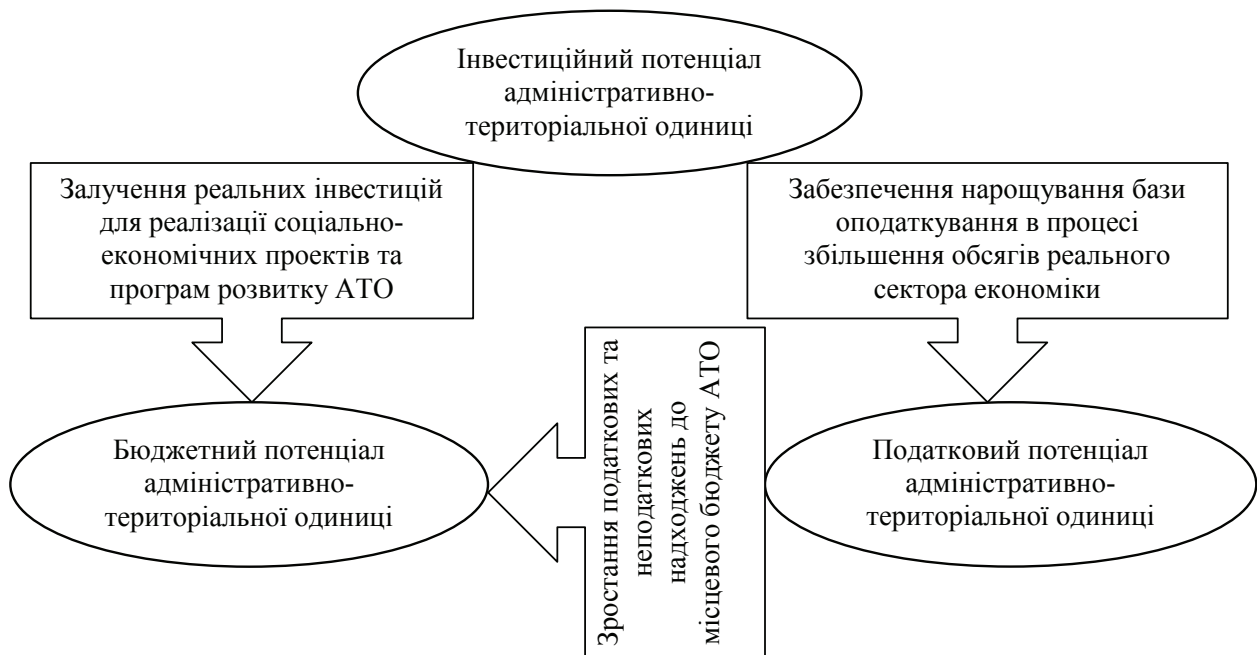 Інвестиційний потенціал
адміністративно-
територіальної одиниці
Залучення реальних інвестицій
для реалізації соціально-
економічних проектів та
програм розвитку АТО
Забезпечення нарощування бази
оподаткування в процесі
збільшення обсягів реального
сектора економіки
Зростання податкових та
неподаткових
надходжень до
місцевого бюджету АТО
Бюджетний потенціал
адміністративно-
територіальної одиниці
Податковий потенціал
адміністративно-
територіальної одиниці